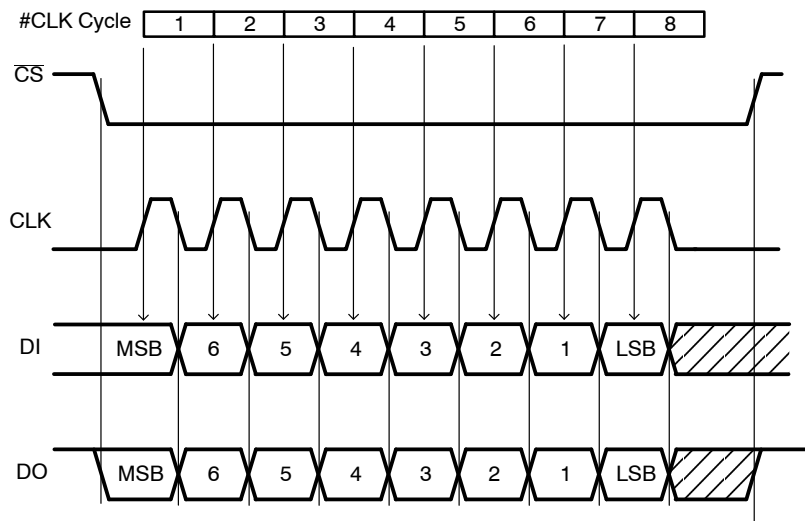 #CLK Cycle 1 2 3 4 5 6 7 8
CS
CLK
DI MSB 6 5 4 3 2 1 LSB
DO MSB 6 5 4 3 2 1 LSB